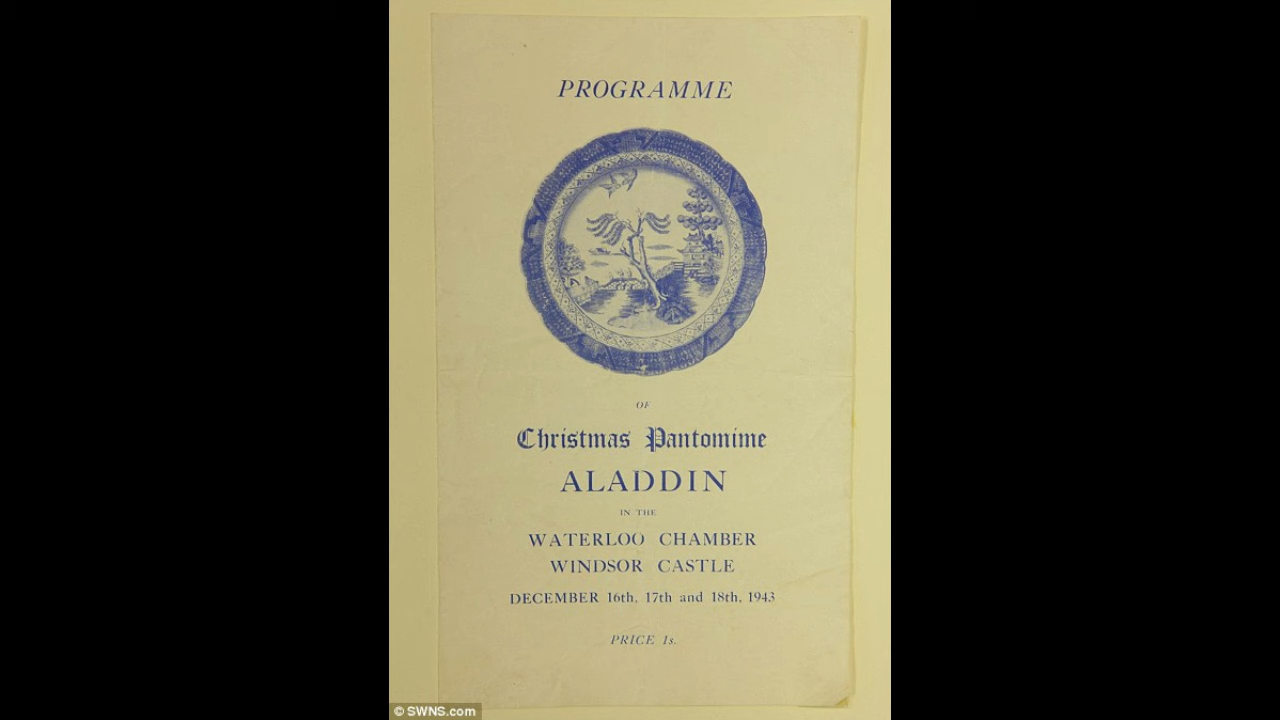 PROGRAMME
OF
Christmas Pantomime
ALADDIN
IN THE
WATERLOO CHAMBER
WINDSOR CASTLE
DECEMBER 16th, 17th and 18th, 1943
PRICE 1s.
© SWNS.com